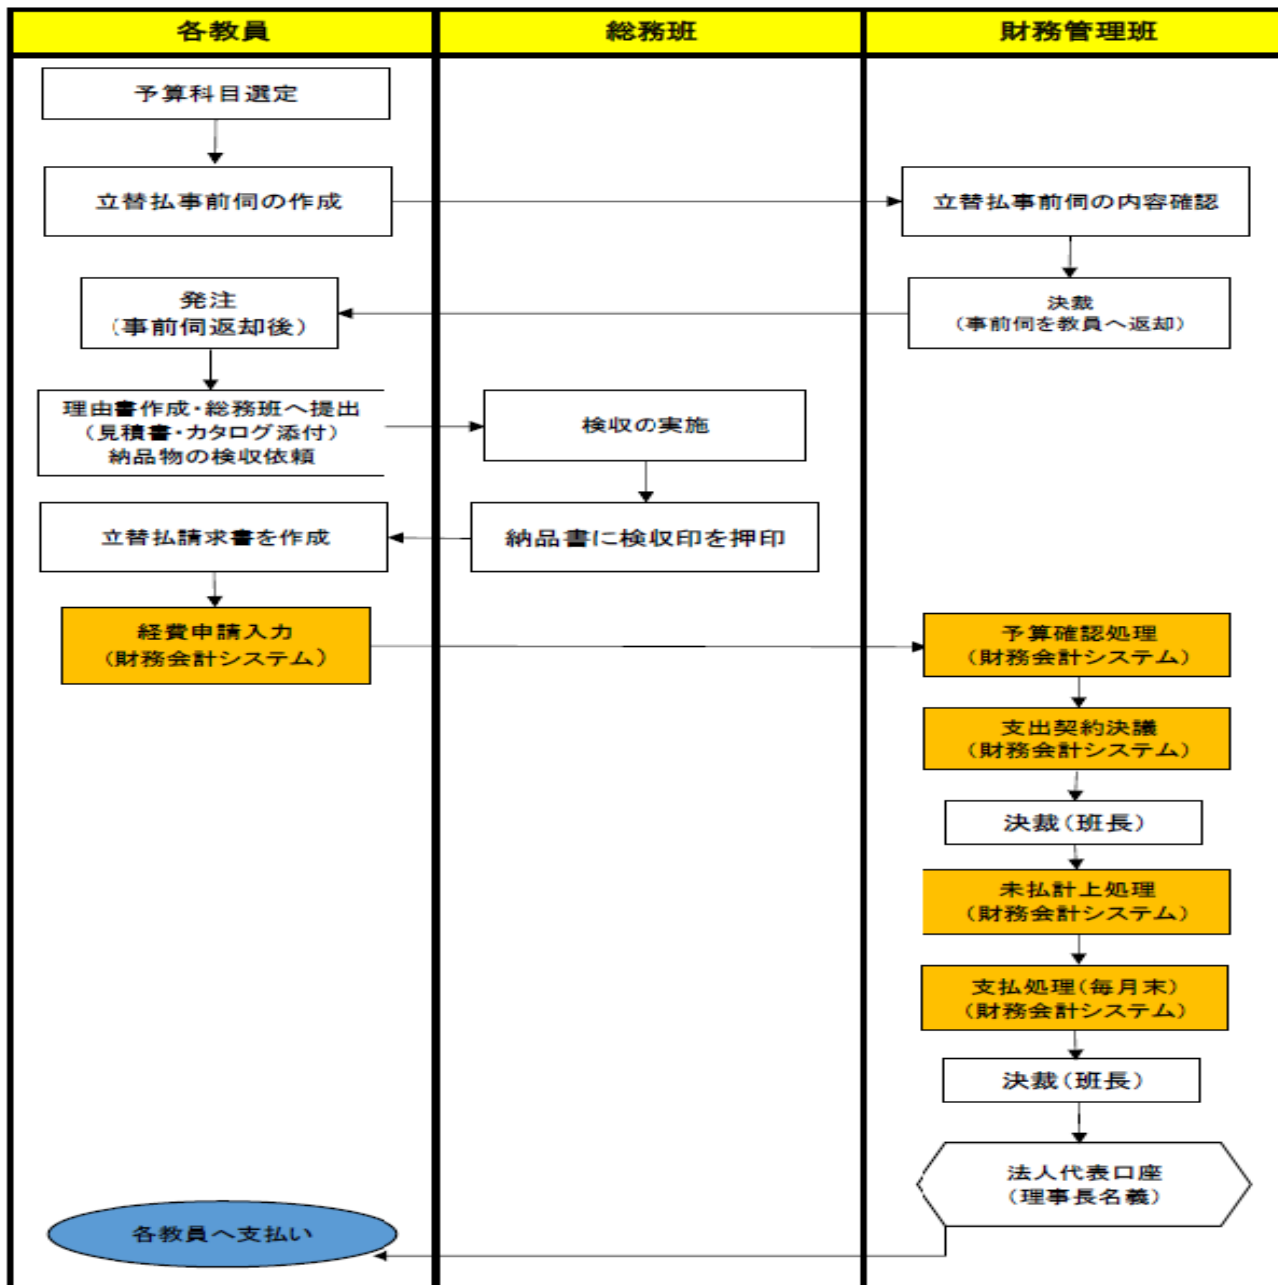 各教員
総務班
財務管理班
予算科目選定
立替払事前伺の作成
立替払事前伺の内容確認
発注
(事前伺返却後)
決裁
(事前伺を教員へ返却)
理由書作成・総務班へ提出
(見積書・カタログ添付)
納品物の検収依頼
検収の実施
立替払請求書を作成
納品書に検収印を押印
経費申請入力
(財務会計システム)
予算確認処理
(財務会計システム)
支出契約決議
(財務会計システム)
決裁(班長)
未払計上処理
(財務会計システム)
支払処理(毎月末)
(財務会計システム)
決裁(班長)
法人代表口座
(理事長名義)
各教員へ支払い